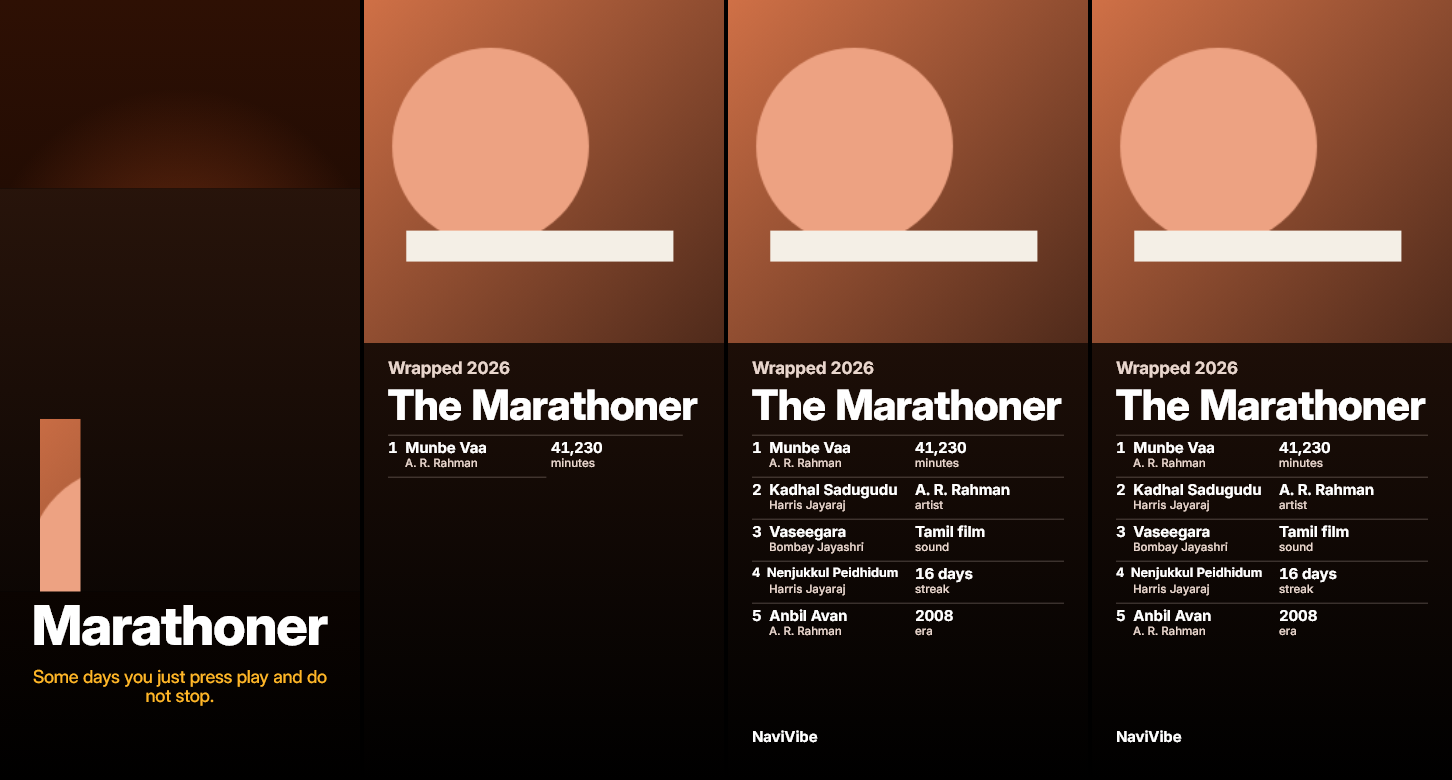 Marathoner
Some days you just press play and do
not stop.
Wrapped 2026
The Marathoner
1 Munbe Vaa 41,230
A. R. Rahman minutes
Wrapped 2026
The Marathoner
1 Munbe Vaa 41,230
A. R. Rahman minutes
2 Kadhal Sadugudu A. R. Rahman
Harris Jayaraj artist
3 Vaseegara Tamil film
Bombay Jayashri sound
4 Nenjukkul Peidhidum 16 days
Harris Jayaraj streak
5 Anbil Avan 2008
A. R. Rahman era
NaviVibe
Wrapped 2026
The Marathoner
1 Munbe Vaa 41,230
A. R. Rahman minutes
2 Kadhal Sadugudu A. R. Rahman
Harris Jayaraj artist
3 Vaseegara Tamil film
Bombay Jayashri sound
4 Nenjukkul Peidhidum 16 days
Harris Jayaraj streak
5 Anbil Avan 2008
A. R. Rahman era
NaviVibe